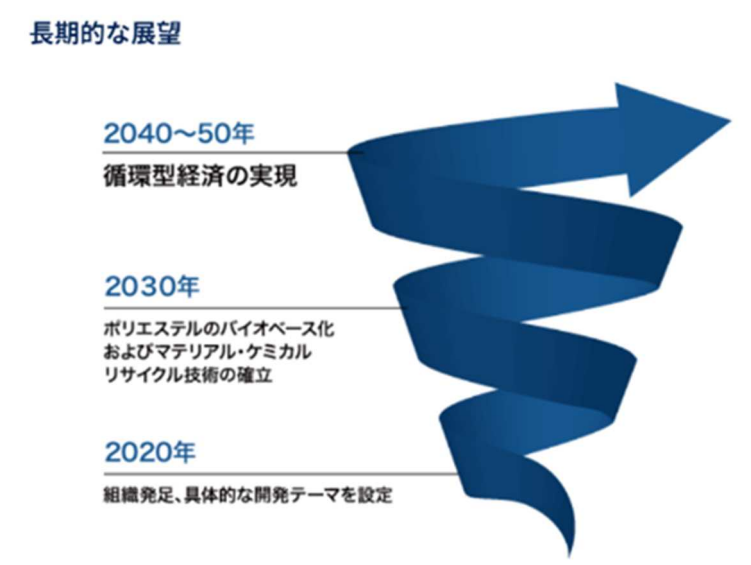 長期的な展望
2040〜50年
循環型経済の実現
2030年
ポリエステルのバイオベース化
およびマテリアル・ケミカル
リサイクル技術の確立
2020年
組織発足、具体的な開発テーマを設定